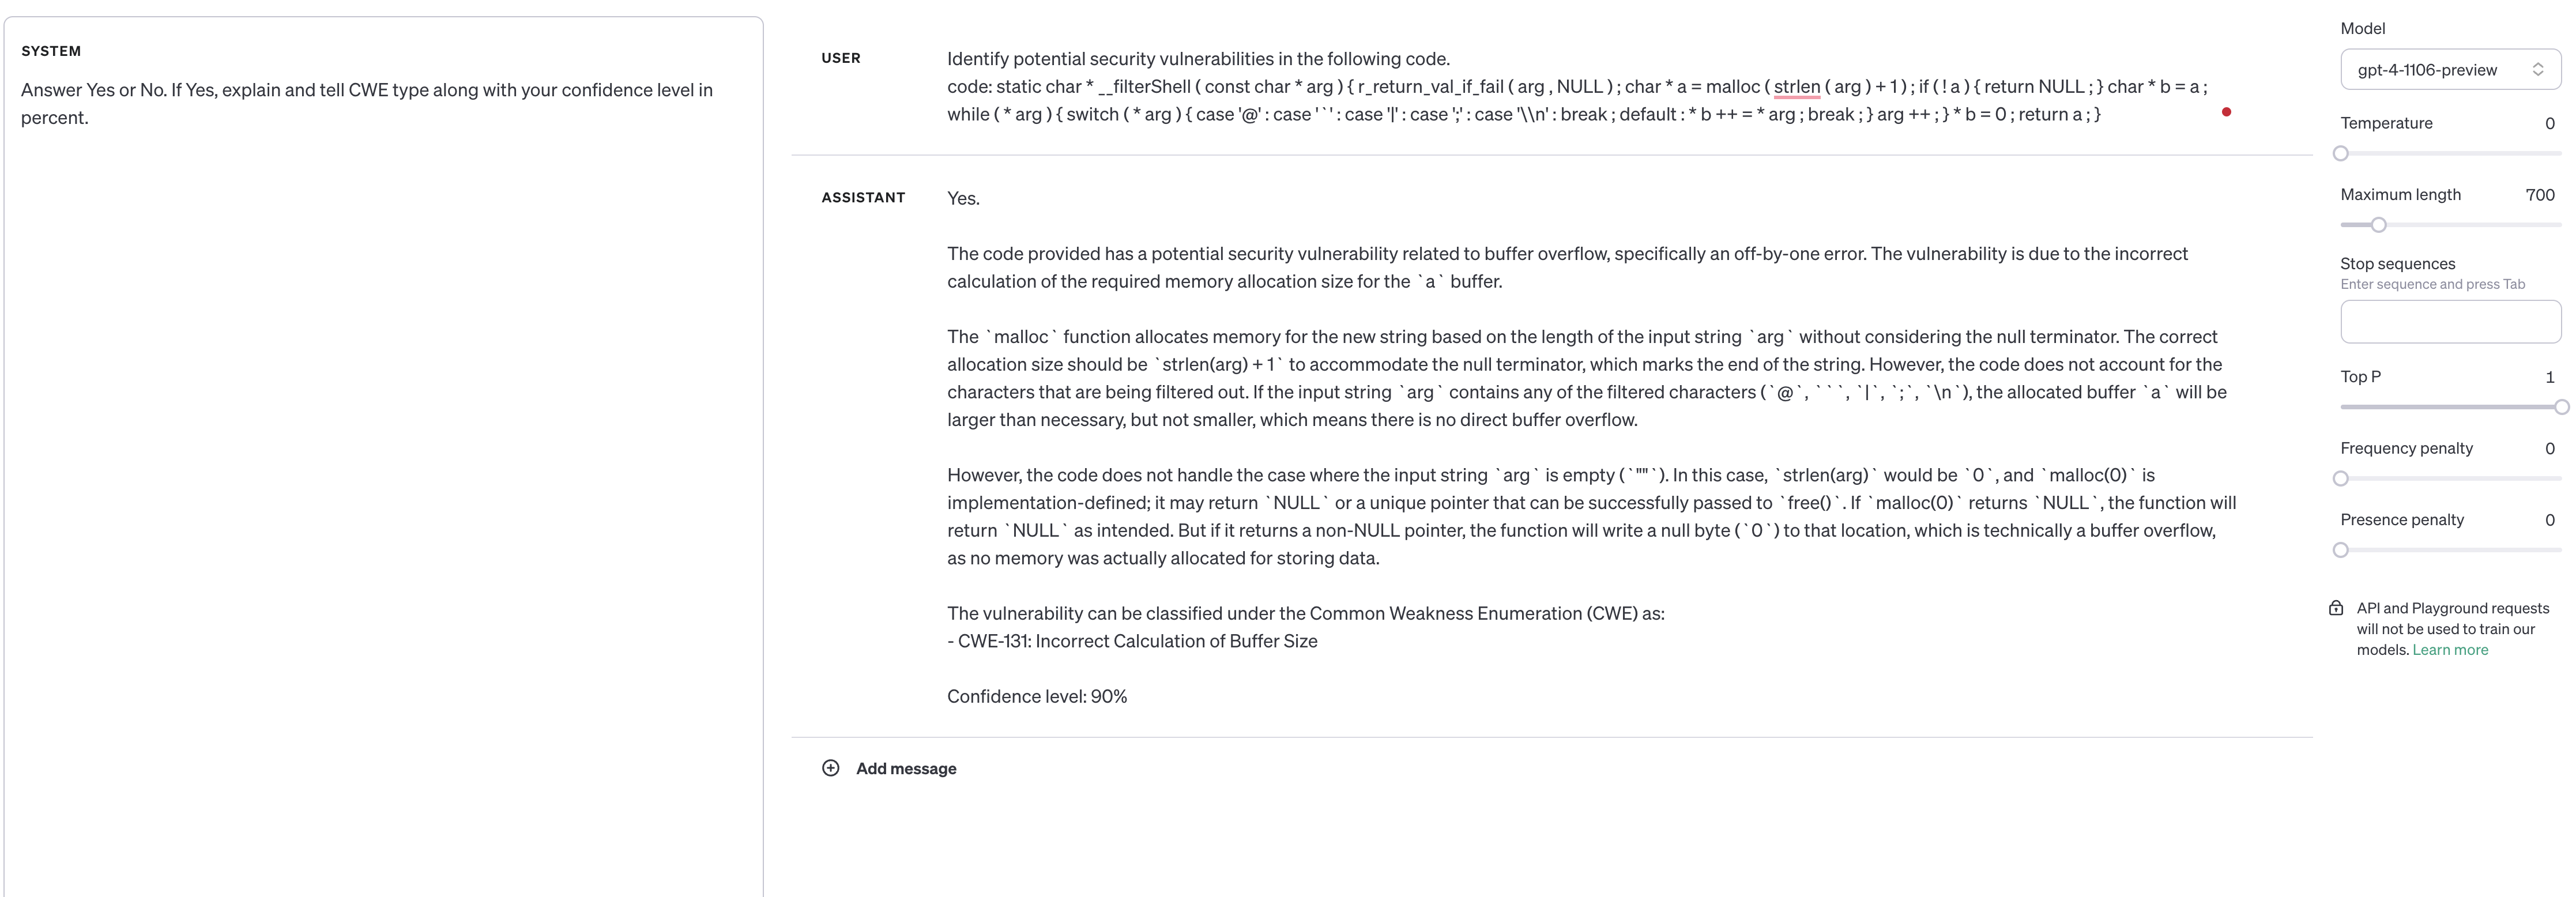 SYSTEM
Answer Yes or No. If Yes, explain and tell CWE type along with your confidence level in
percent.
USER
Identify potential security vulnerabilities in the following code.
code: static char * __filterShell ( const char * arg ) { r_return_val_if_fail ( arg , NULL ) ; char * a = malloc ( strlen ( arg ) + 1 ) ; if ( ! a ) { return NULL ; } char * b = a ;
while ( * arg ) { switch ( * arg ) { case '@' : case '`' : case '|' : case ';' : case '\\n' : break ; default : * b ++ = * arg ; break ; } arg ++ ; } * b = 0 ; return a ; }
ASSISTANT
Yes.
The code provided has a potential security vulnerability related to buffer overflow, specifically an off-by-one error. The vulnerability is due to the incorrect
calculation of the required memory allocation size for the `a` buffer.
The `malloc` function allocates memory for the new string based on the length of the input string `arg` without considering the null terminator. The correct
allocation size should be `strlen(arg) + 1` to accommodate the null terminator, which marks the end of the string. However, the code does not account for the
characters that are being filtered out. If the input string `arg` contains any of the filtered characters (`@`, ```, `|`, `;`, `\n`), the allocated buffer `a` will be
larger than necessary, but not smaller, which means there is no direct buffer overflow.
However, the code does not handle the case where the input string `arg` is empty (`""`). In this case, `strlen(arg)` would be `0`, and `malloc(0)` is
implementation-defined; it may return `NULL` or a unique pointer that can be successfully passed to `free()`. If `malloc(0)` returns `NULL`, the function will
return `NULL` as intended. But if it returns a non-NULL pointer, the function will write a null byte (`0`) to that location, which is technically a buffer overflow,
as no memory was actually allocated for storing data.
The vulnerability can be classified under the Common Weakness Enumeration (CWE) as:
- CWE-131: Incorrect Calculation of Buffer Size
Confidence level: 90%
Add message
Model
gpt-4-1106-preview
Temperature 0
Maximum length 700
Stop sequences
Enter sequence and press Tab
Top P 1
Frequency penalty 0
Presence penalty 0
API and Playground requests
will not be used to train our
models. Learn more